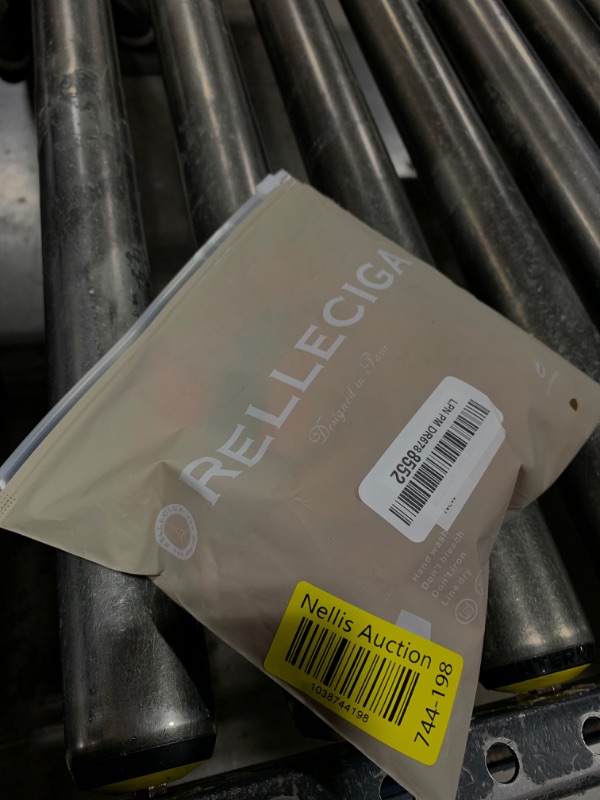 RELLECIGA
Designed in Paris
LPN PM DR6788552
Hand wash
Don't bleach
Don't iron
Line dry
Nellis Auction
1038744198
744-198